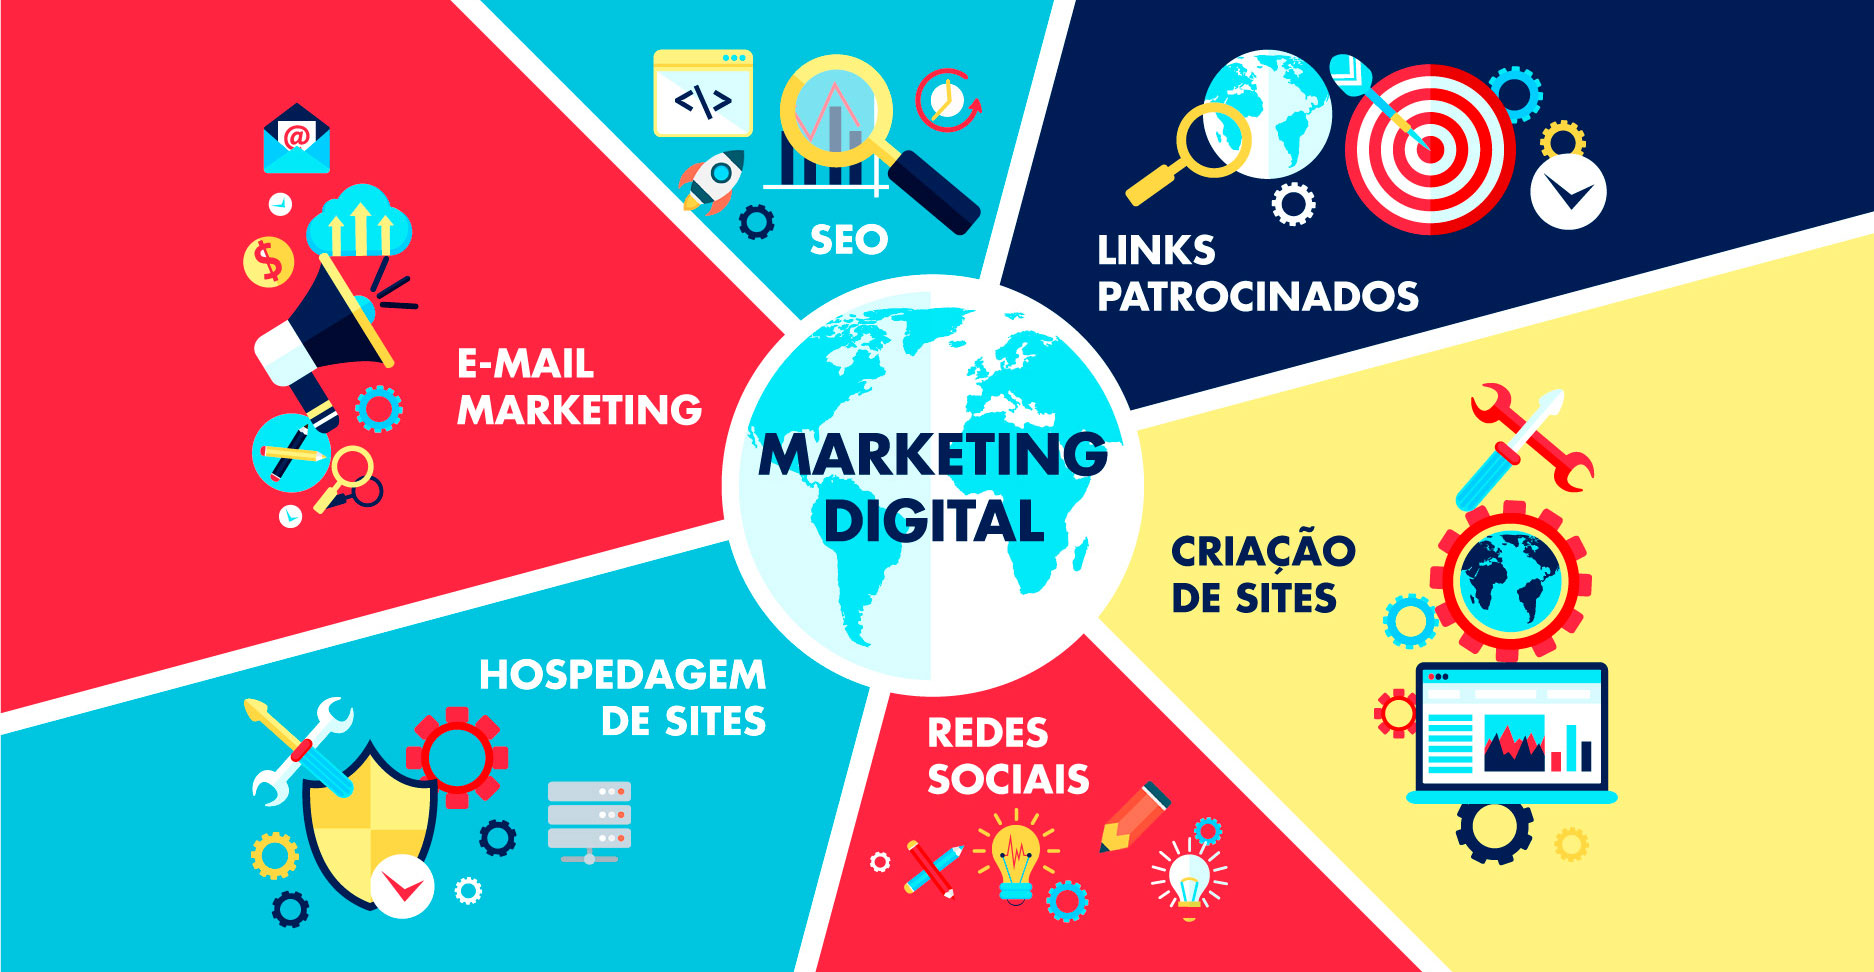 SEO
LINKS
PATROCINADOS
E-MAIL
MARKETING
MARKETING
DIGITAL
CRIAÇÃO
DE SITES
HOSPEDAGEM
DE SITES
REDES
SOCIAIS